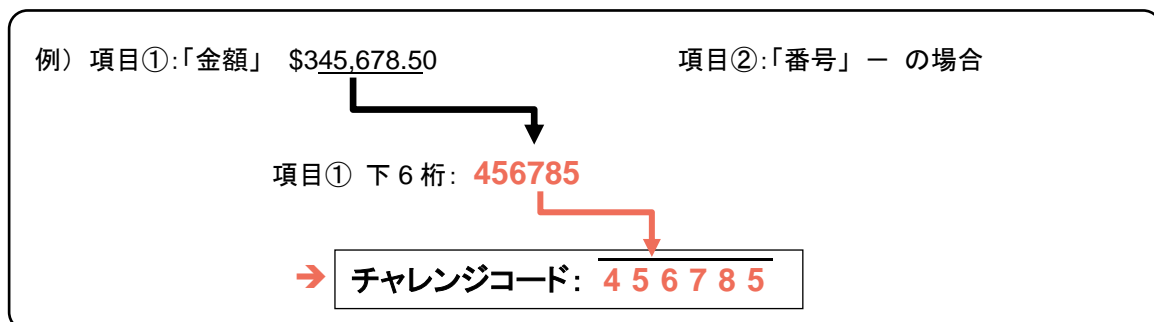 例） 項目①：「金額」 $345,678.50 項目②：「番号」 － の場合
項目① 下 6 桁： 456785
➔ チャレンジコード： 4 5 6 7 8 5